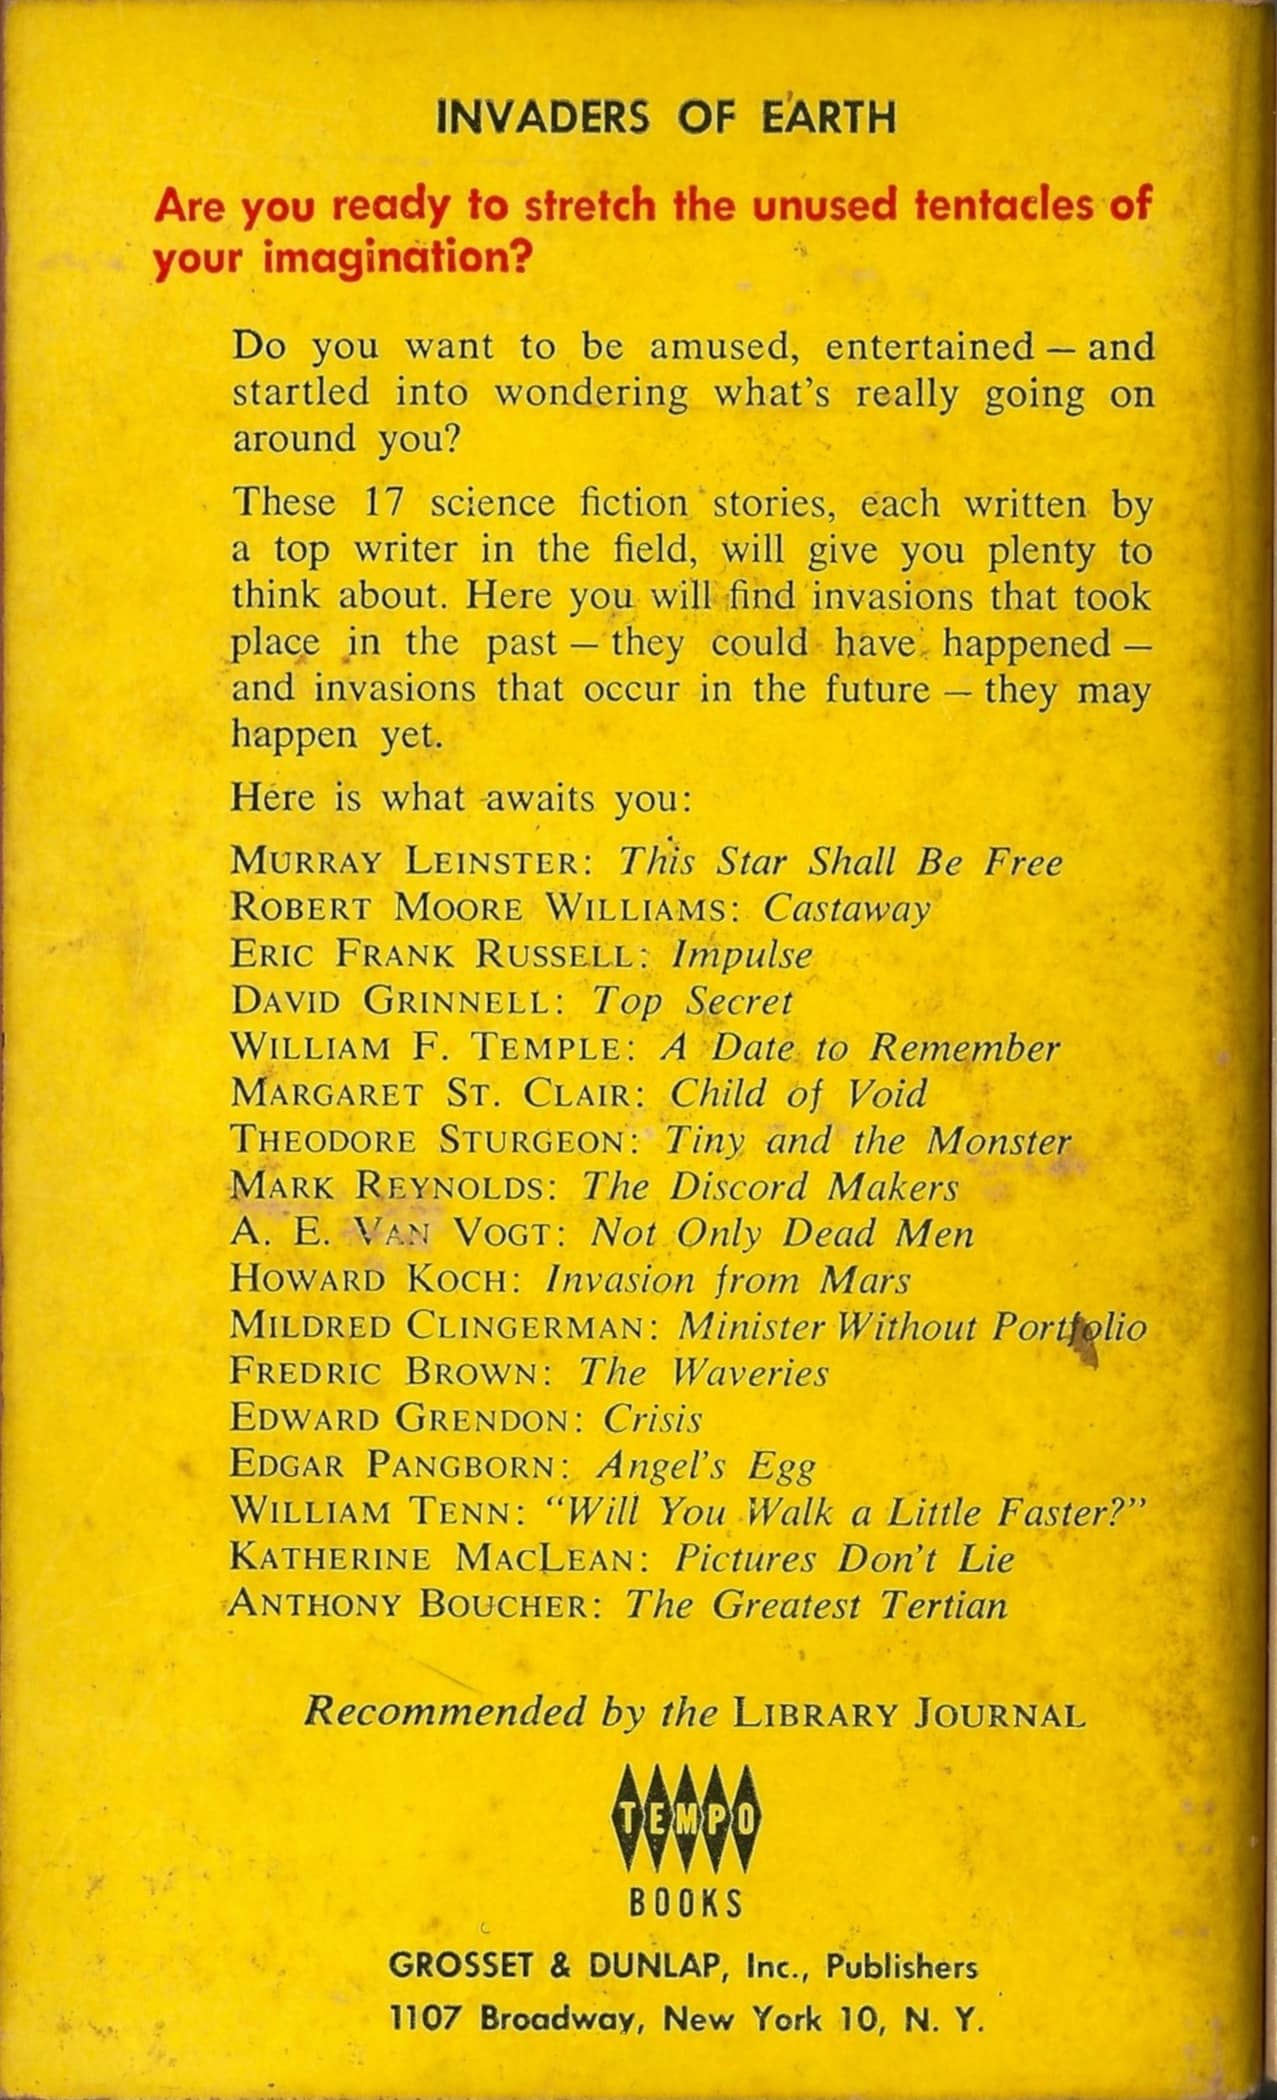 INVADERS OF EARTH
Are you ready to stretch the unused tentacles of
your imagination?
Do you want to be amused, entertained — and
startled into wondering what's really going on
around you?
These 17 science fiction stories, each written by
a top writer in the field, will give you plenty to
think about. Here you will find invasions that took
place in the past — they could have happened —
and invasions that occur in the future — they may
happen yet.
Here is what awaits you:
MURRAY LEINSTER: This Star Shall Be Free
ROBERT MOORE WILLIAMS: Castaway
ERIC FRANK RUSSELL: Impulse
DAVID GRINNELL: Top Secret
WILLIAM F. TEMPLE: A Date to Remember
MARGARET ST. CLAIR: Child of Void
THEODORE STURGEON: Tiny and the Monster
MARK REYNOLDS: The Discord Makers
A. E. VAN VOGT: Not Only Dead Men
HOWARD KOCH: Invasion from Mars
MILDRED CLINGERMAN: Minister Without Portfolio
FREDRIC BROWN: The Waveries
EDWARD GRENDON: Crisis
EDGAR PANGBORN: Angel's Egg
WILLIAM TENN: "Will You Walk a Little Faster?"
KATHERINE MACLEAN: Pictures Don't Lie
ANTHONY BOUCHER: The Greatest Tertian
Recommended by the LIBRARY JOURNAL
TEMPO
BOOKS
GROSSET & DUNLAP, Inc., Publishers
1107 Broadway, New York 10, N. Y.